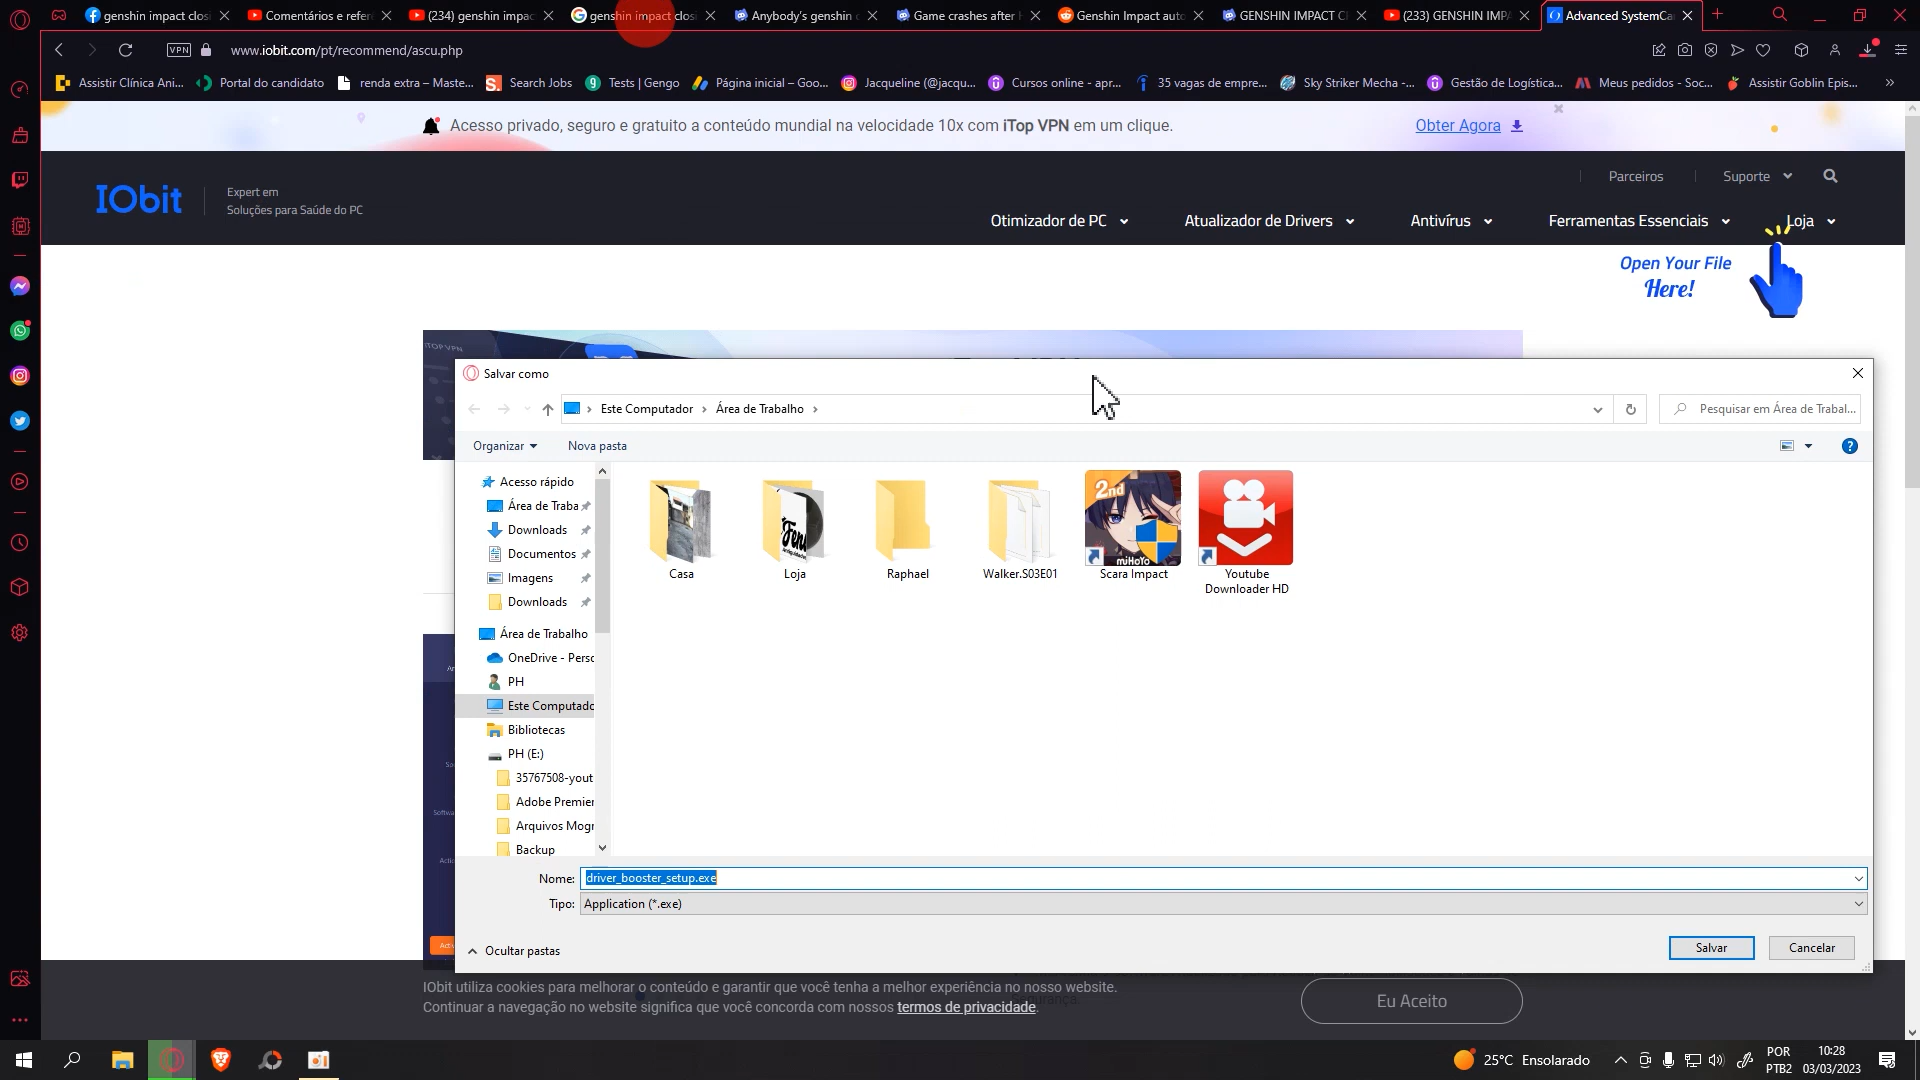 genshin impact closi
Comentários e refere
(234) genshin impac
genshin impact closi
Anybody's genshin c
Game crashes after
Genshin Impact auto
GENSHIN IMPACT C
(233) GENSHIN IMPA
Advanced SystemCa
VPN
www.iobit.com/pt/recommend/ascu.php
Assistir Clínica Ani...
Portal do candidato
renda extra – Maste...
Search Jobs
Tests | Gengo
Página inicial – Goo...
Jacqueline (@jacqu...
Cursos online - apr...
35 vagas de empre...
Sky Striker Mecha -...
Gestão de Logística...
Meus pedidos - Soc...
Assistir Goblin Epis...
Acesso privado, seguro e gratuito a conteúdo mundial na velocidade 10x com iTop VPN em um clique.
Obter Agora
IObit
Expert em
Soluções para Saúde do PC
Parceiros
Suporte
Otimizador de PC
Atualizador de Drivers
Antivírus
Ferramentas Essenciais
Loja
Open Your File
Here!
ITOP VPN
Salvar como
Este Computador
Área de Trabalho
Pesquisar em Área de Trabal...
Organizar
Nova pasta
Acesso rápido
Área de Traba
Downloads
Documentos
Imagens
Downloads
Área de Trabalho
OneDrive - Perso
PH
Este Computado
Bibliotecas
PH (E:)
35767508-yout
Adobe Premier
Arquivos Mogr
Backup
Casa
Loja
Raphael
Walker.S03E01
2nd
miHoYo
Scara Impact
Youtube
Downloader HD
Nome:
driver_booster_setup.exe
Tipo:
Application (*.exe)
Ocultar pastas
Salvar
Cancelar
IObit utiliza cookies para melhorar o conteúdo e garantir que você tenha a melhor experiência no nosso website.
Continuar a navegação no website significa que você concorda com nossos termos de privacidade.
Eu Aceito
25°C Ensolarado
POR
PTB2
10:28
03/03/2023